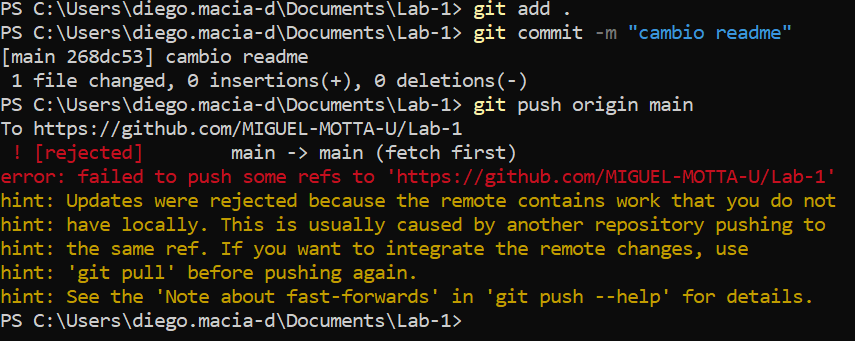 PS C:\Users\diego.macia-d\Documents\Lab-1> git add .
PS C:\Users\diego.macia-d\Documents\Lab-1> git commit -m "cambio readme"
[main 268dc53] cambio readme
 1 file changed, 0 insertions(+), 0 deletions(-)
PS C:\Users\diego.macia-d\Documents\Lab-1> git push origin main
To https://github.com/MIGUEL-MOTTA-U/Lab-1
 ! [rejected]        main -> main (fetch first)
error: failed to push some refs to 'https://github.com/MIGUEL-MOTTA-U/Lab-1'
hint: Updates were rejected because the remote contains work that you do not
hint: have locally. This is usually caused by another repository pushing to
hint: the same ref. If you want to integrate the remote changes, use
hint: 'git pull' before pushing again.
hint: See the 'Note about fast-forwards' in 'git push --help' for details.
PS C:\Users\diego.macia-d\Documents\Lab-1>